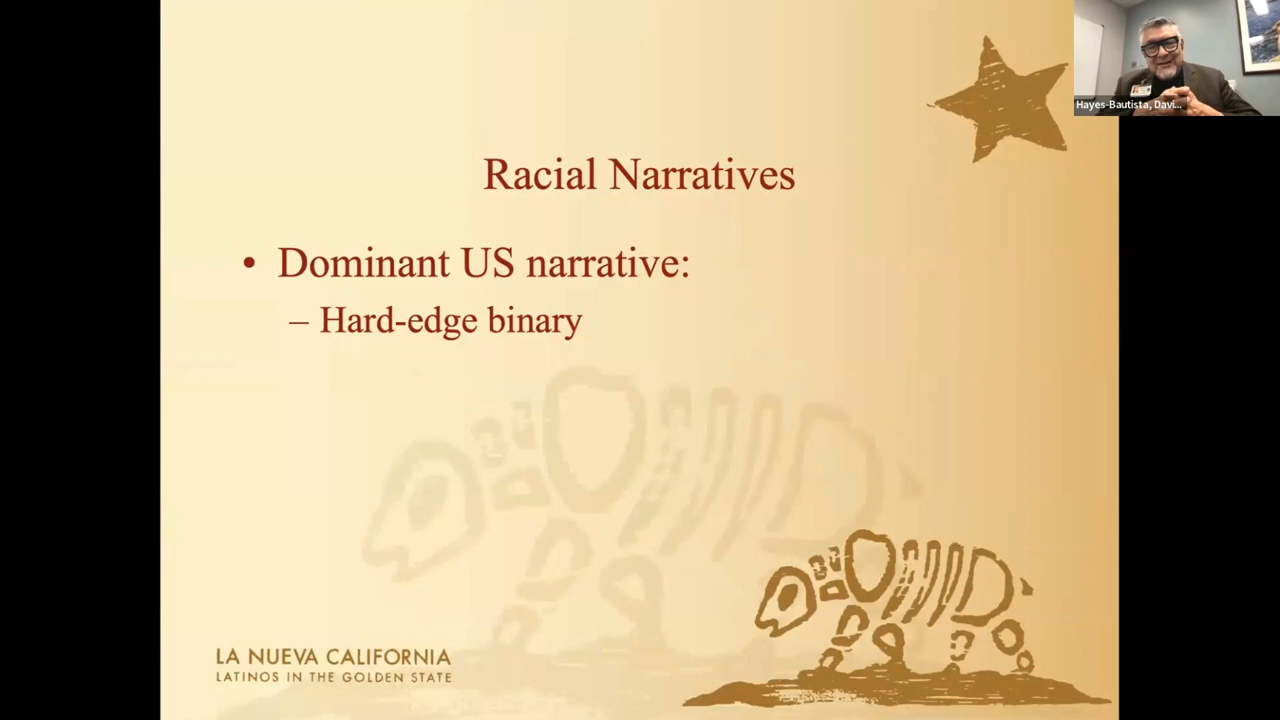 Hayes-Bautista, Davi...
Racial Narratives
• Dominant US narrative:
– Hard-edge binary
LA NUEVA CALIFORNIA
LATINOS IN THE GOLDEN STATE